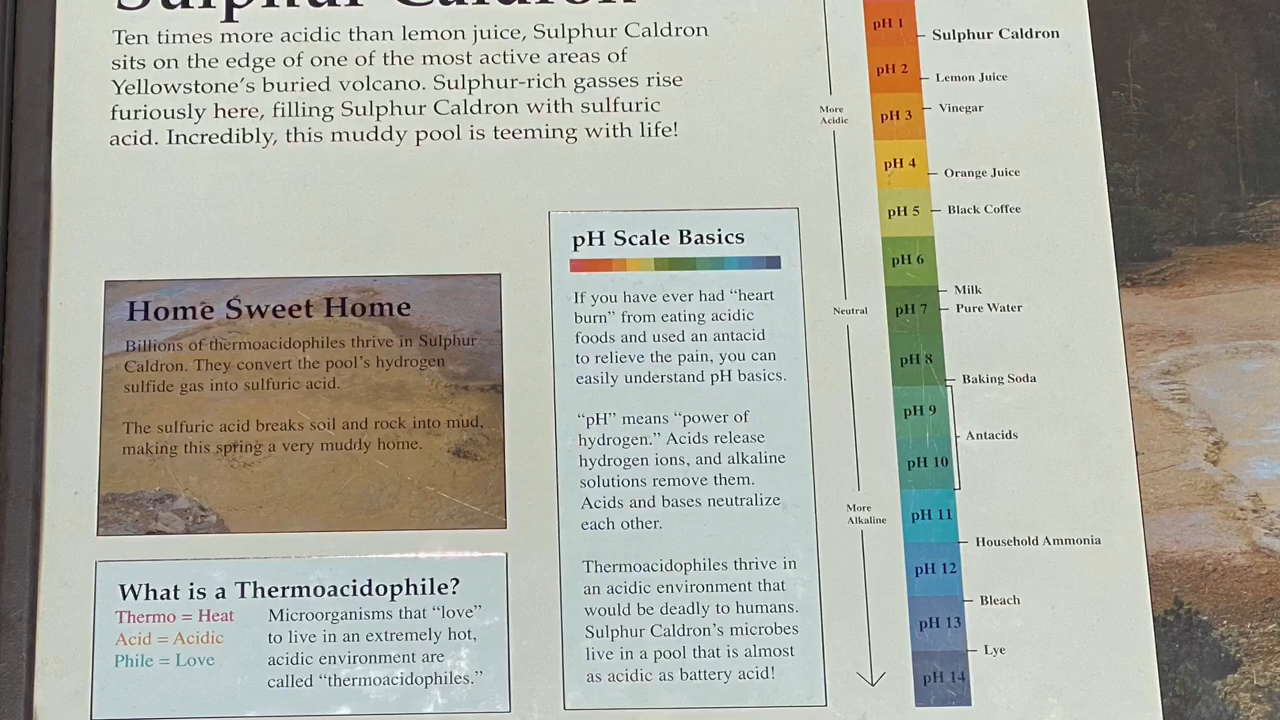 Sulphur Caldron
Ten times more acidic than lemon juice, Sulphur Caldron
sits on the edge of one of the most active areas of
Yellowstone's buried volcano. Sulphur-rich gasses rise
furiously here, filling Sulphur Caldron with sulfuric
acid. Incredibly, this muddy pool is teeming with life!
Home Sweet Home
Billions of thermoacidophiles thrive in Sulphur
Caldron. They convert the pool's hydrogen
sulfide gas into sulfuric acid.
The sulfuric acid breaks soil and rock into mud,
making this spring a very muddy home.
What is a Thermoacidophile?
Thermo = Heat
Acid = Acidic
Phile = Love
Microorganisms that “love”
to live in an extremely hot,
acidic environment are
called “thermoacidophiles.”
pH Scale Basics
If you have ever had “heart
burn” from eating acidic
foods and used an antacid
to relieve the pain, you can
easily understand pH basics.
“pH” means “power of
hydrogen.” Acids release
hydrogen ions, and alkaline
solutions remove them.
Acids and bases neutralize
each other.
Thermoacidophiles thrive in
an acidic environment that
would be deadly to humans.
Sulphur Caldron's microbes
live in a pool that is almost
as acidic as battery acid!
More
Acidic
Neutral
More
Alkaline
pH 1
pH 2
pH 3
pH 4
pH 5
pH 6
pH 7
pH 8
pH 9
pH 10
pH 11
pH 12
pH 13
pH 14
Sulphur Caldron
Lemon Juice
Vinegar
Orange Juice
Black Coffee
Milk
Pure Water
Baking Soda
Antacids
Household Ammonia
Bleach
Lye